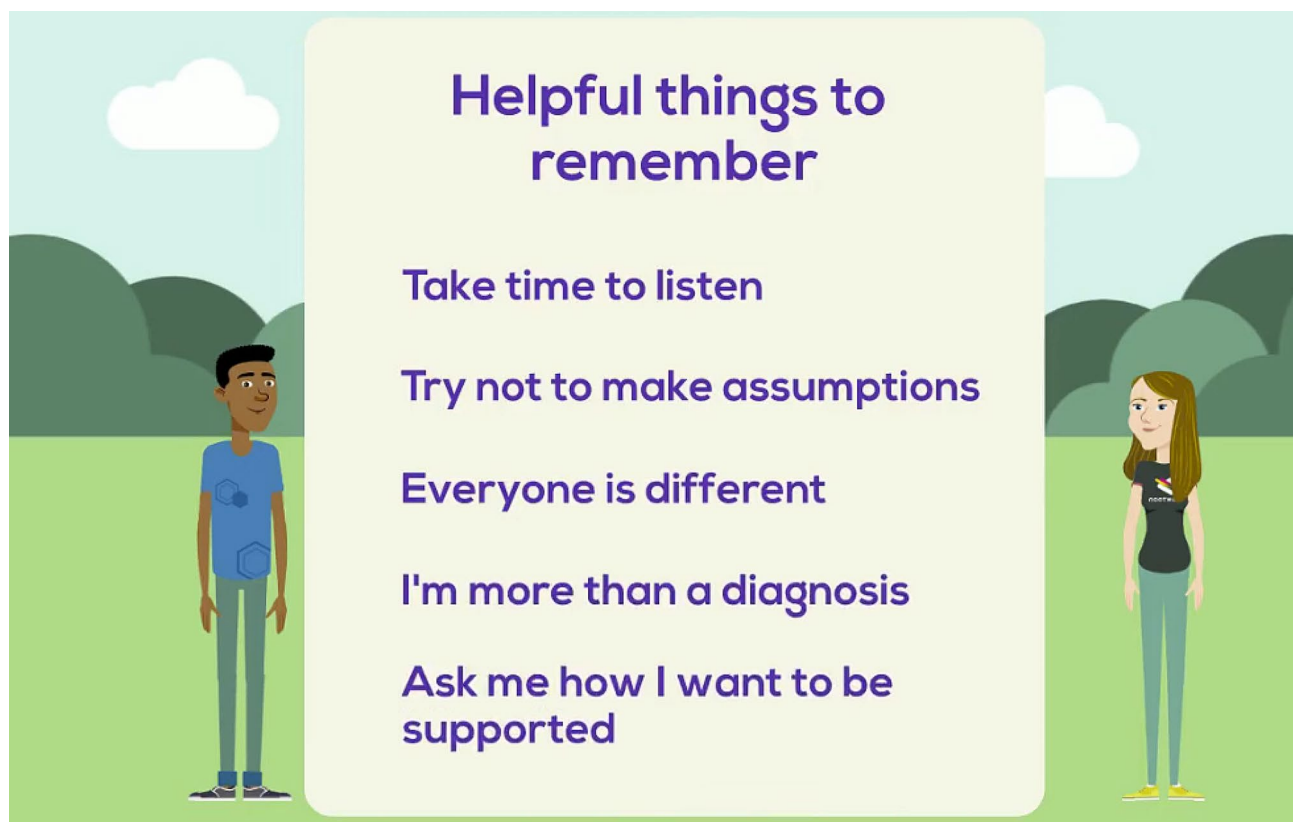 Helpful things to
remember
Take time to listen
Try not to make assumptions
Everyone is different
I'm more than a diagnosis
Ask me how I want to be
supported